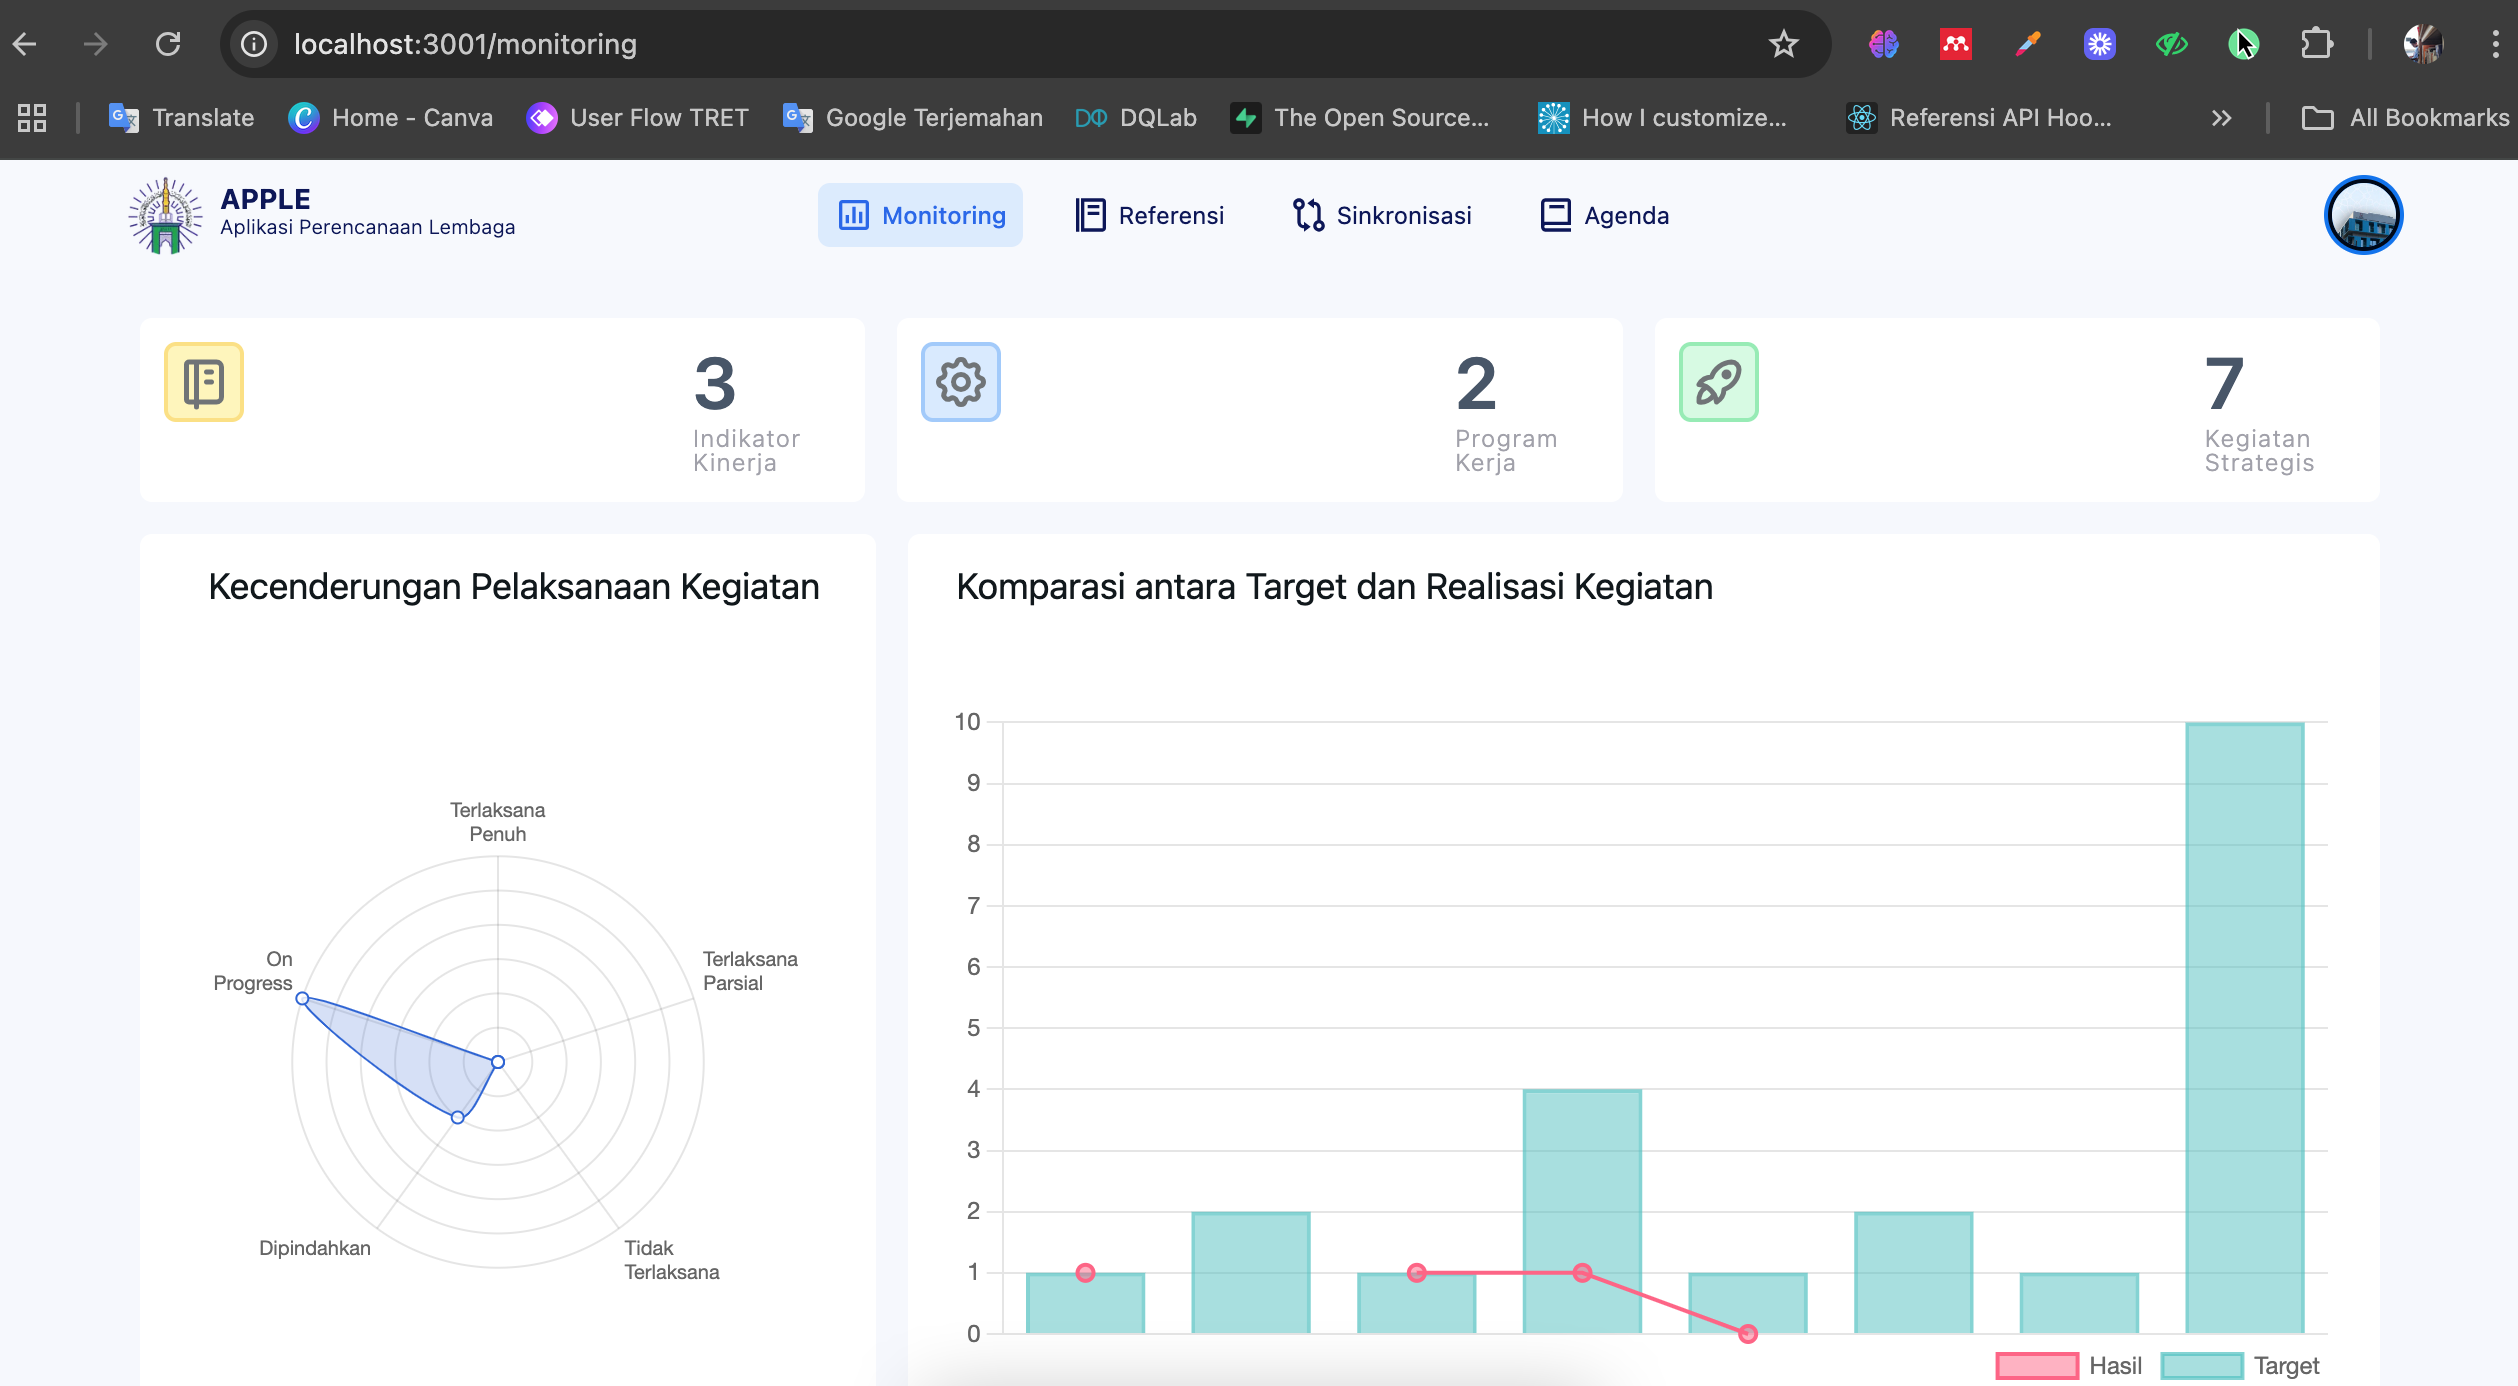 localhost:3001/monitoring
Translate
Home - Canva
User Flow TRET
Google Terjemahan
DQLab
The Open Source...
How I customize...
Referensi API Hoo...
All Bookmarks
APPLE
Aplikasi Perencanaan Lembaga
Monitoring
Referensi
Sinkronisasi
Agenda
3
Indikator
Kinerja
2
Program
Kerja
7
Kegiatan
Strategis
Kecenderungan Pelaksanaan Kegiatan
Terlaksana
Penuh
Terlaksana
Parsial
Tidak
Terlaksana
Dipindahkan
On
Progress
Komparasi antara Target dan Realisasi Kegiatan
10
9
8
7
6
5
4
3
2
1
0
Hasil
Target